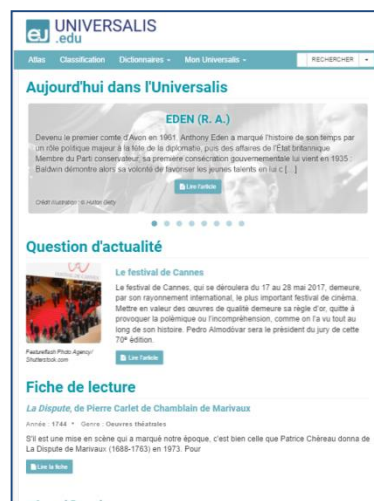 eu UNIVERSALIS
.edu
Atlas Classification Dictionnaires Mon Universalis RECHERCHER
Aujourd'hui dans l'Universalis
EDEN (R. A.)
Devenu le premier comte d'Avon en 1961, Anthony Eden a marqué l'histoire de son temps par
un rôle politique majeur à la tête de la diplomatie, puis des affaires de l'État britannique
Membre du Parti conservateur, sa première consécration gouvernementale lui vient en 1935 :
Baldwin démontre alors sa volonté de favoriser les jeunes talents en lui c [...]
Lire l'article
Crédit illustration : © Hulton Getty
Question d'actualité
Le festival de Cannes
Le festival de Cannes, qui se déroulera du 17 au 28 mai 2017, demeure,
par son rayonnement international, le plus important festival de cinéma.
Mettre en valeur des œuvres de qualité demeure sa règle d'or, quitte à
provoquer la polémique ou l'incompréhension, comme on l'a vu tout au
long de son histoire. Pedro Almodóvar sera le président du jury de cette
70e édition.
Featureflash Photo Agency/
Shutterstock.com
Lire l'article
Fiche de lecture
La Dispute, de Pierre Carlet de Chamblain de Marivaux
Année : 1744 • Genre : Oeuvres théâtrales
S'il est une mise en scène qui a marqué notre époque, c'est bien celle que Patrice Chéreau donna de
La Dispute de Marivaux (1688-1763) en 1973. Pour
Lire la fiche